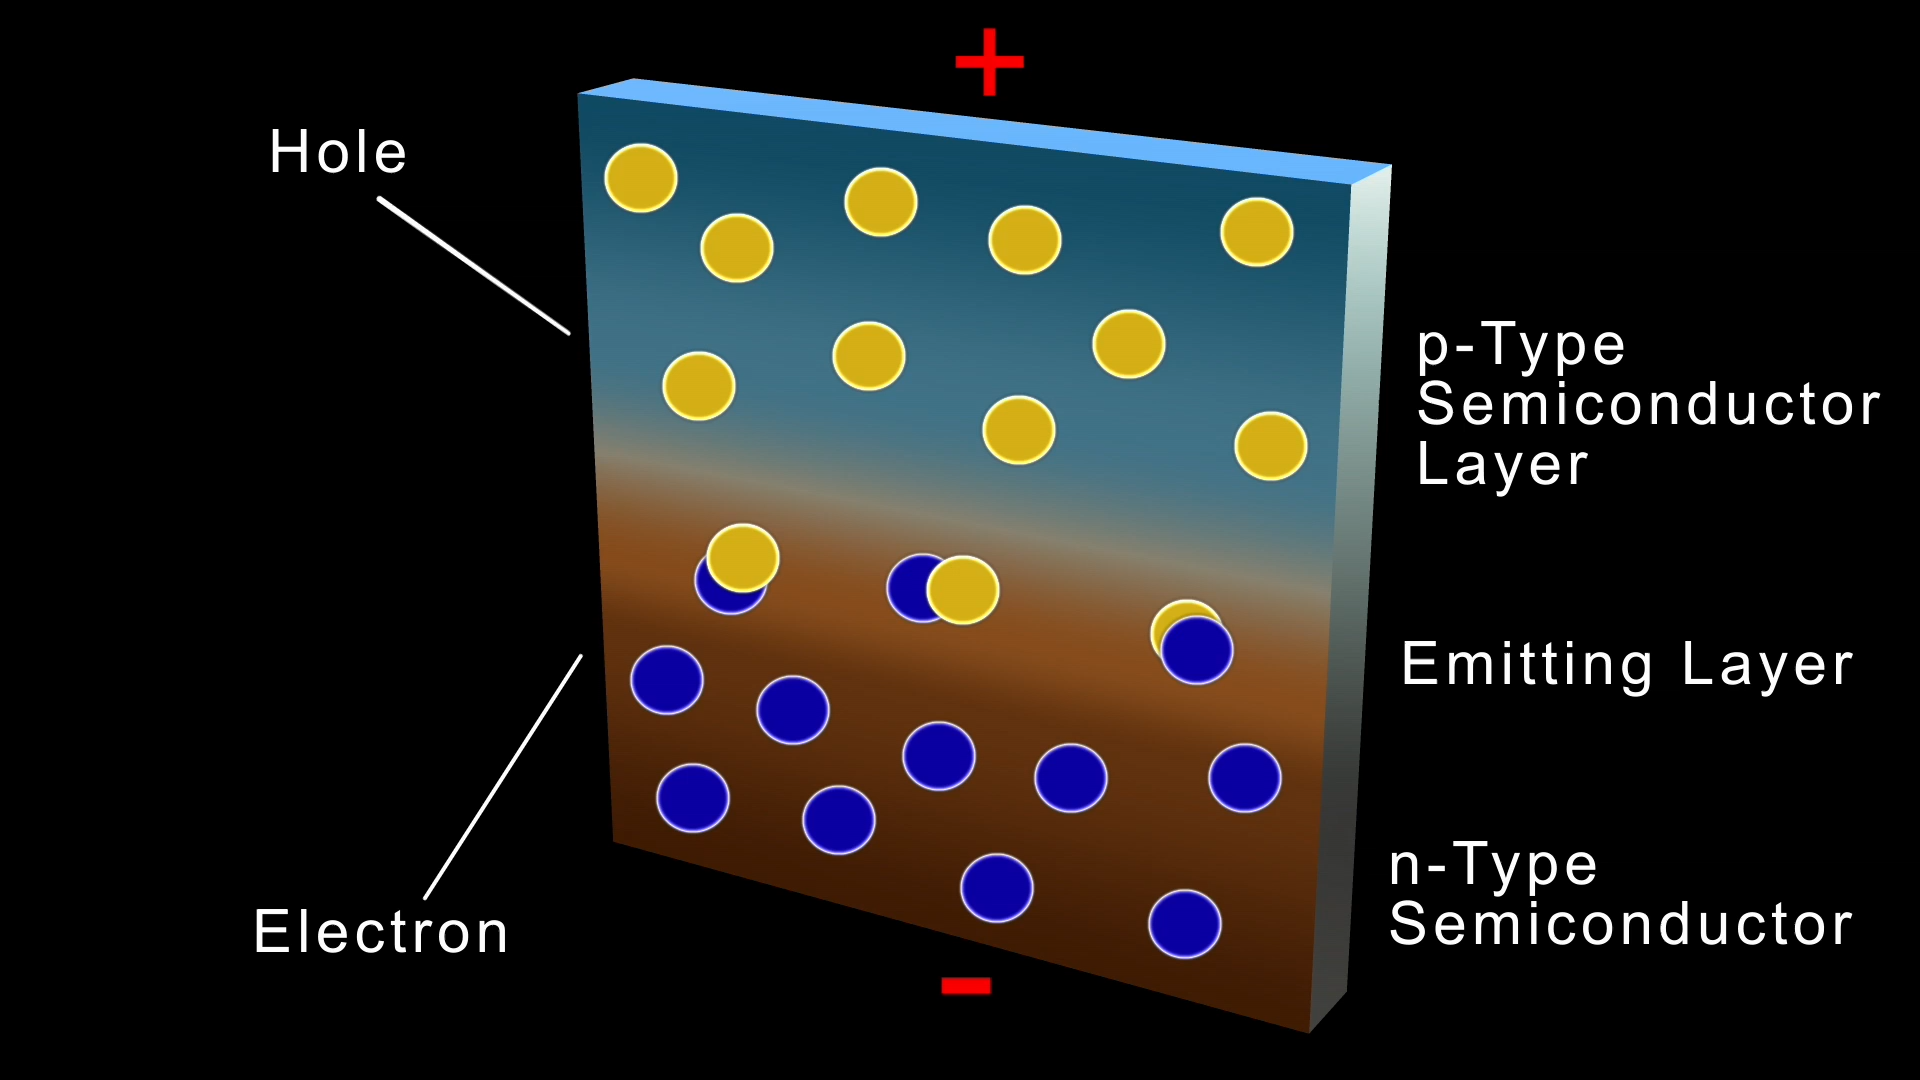 +
Hole
p-Type
Semiconductor
Layer
Emitting Layer
n-Type
Semiconductor
Electron
-